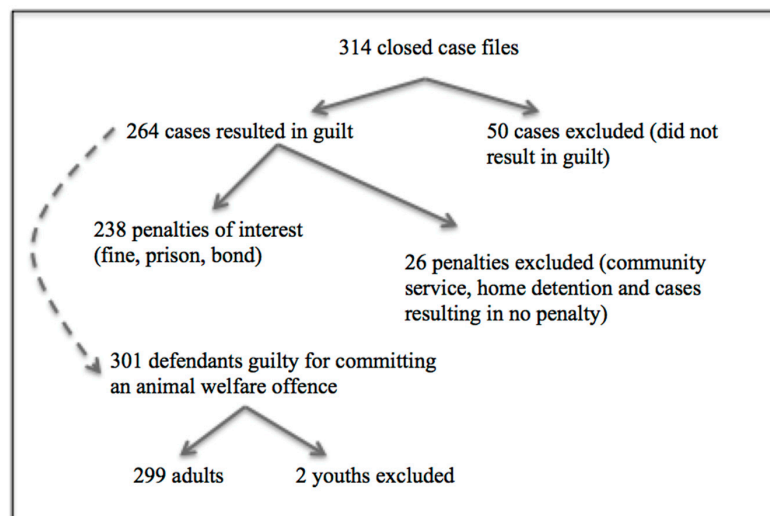 314 closed case files
264 cases resulted in guilt
50 cases excluded (did not
result in guilt)
238 penalties of interest
(fine, prison, bond)
26 penalties excluded (community
service, home detention and cases
resulting in no penalty)
301 defendants guilty for committing
an animal welfare offence
299 adults
2 youths excluded